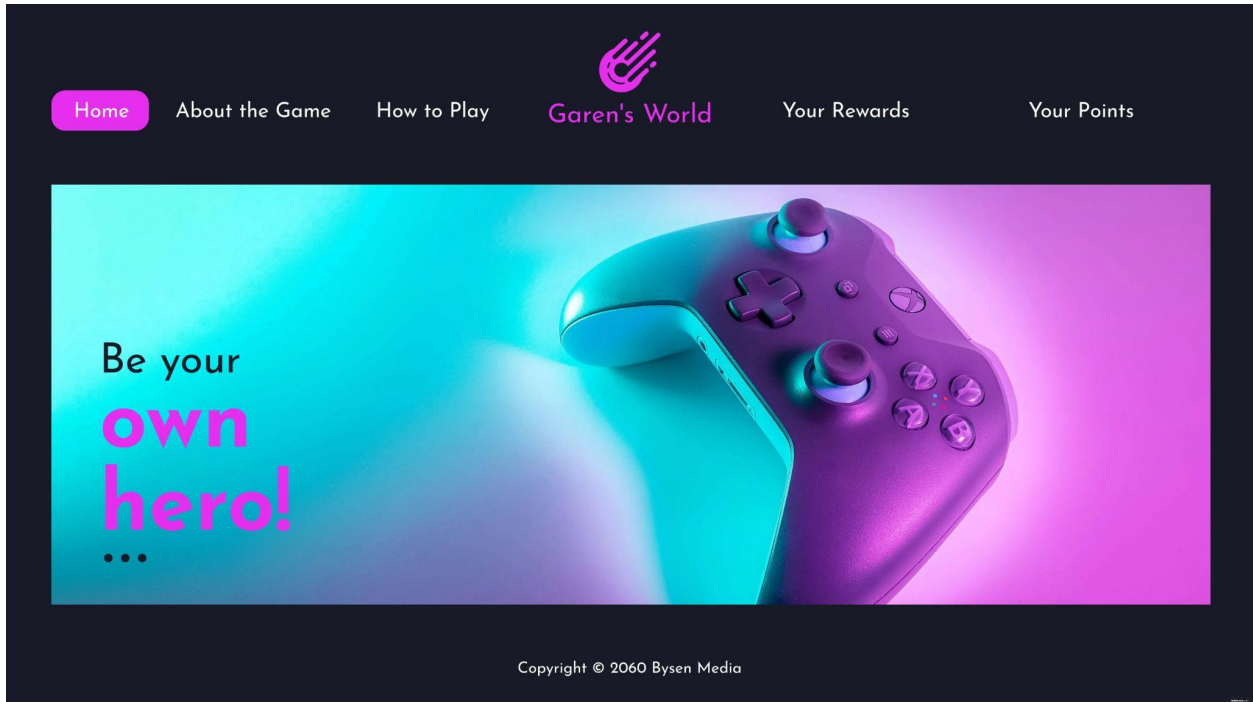 Home
About the Game
How to Play
Garen's World
Your Rewards
Your Points
Be your
own
hero!
...
X
Y
A
B
Copyright © 2060 Bysen Media